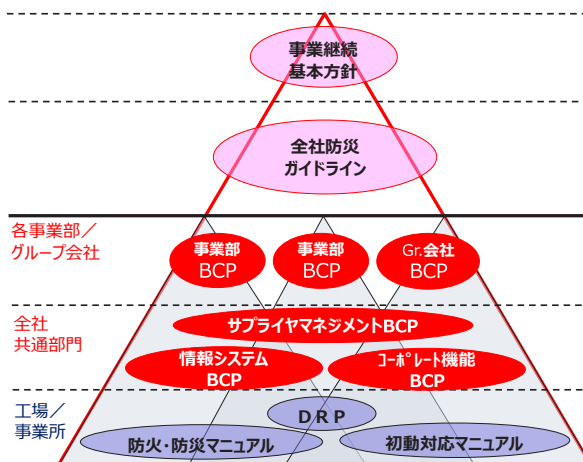 事業継続
基本方針
全社防災
ガイドライン
各事業部／
グループ会社
事業部
BCP
事業部
BCP
Gr.会社
BCP
全社
共通部門
サプライヤマネジメントBCP
情報システム
BCP
ｺｰﾎﾟﾚｰﾄ機能
BCP
工場／
事業所
ＤＲＰ
防火・防災マニュアル
初動対応マニュアル